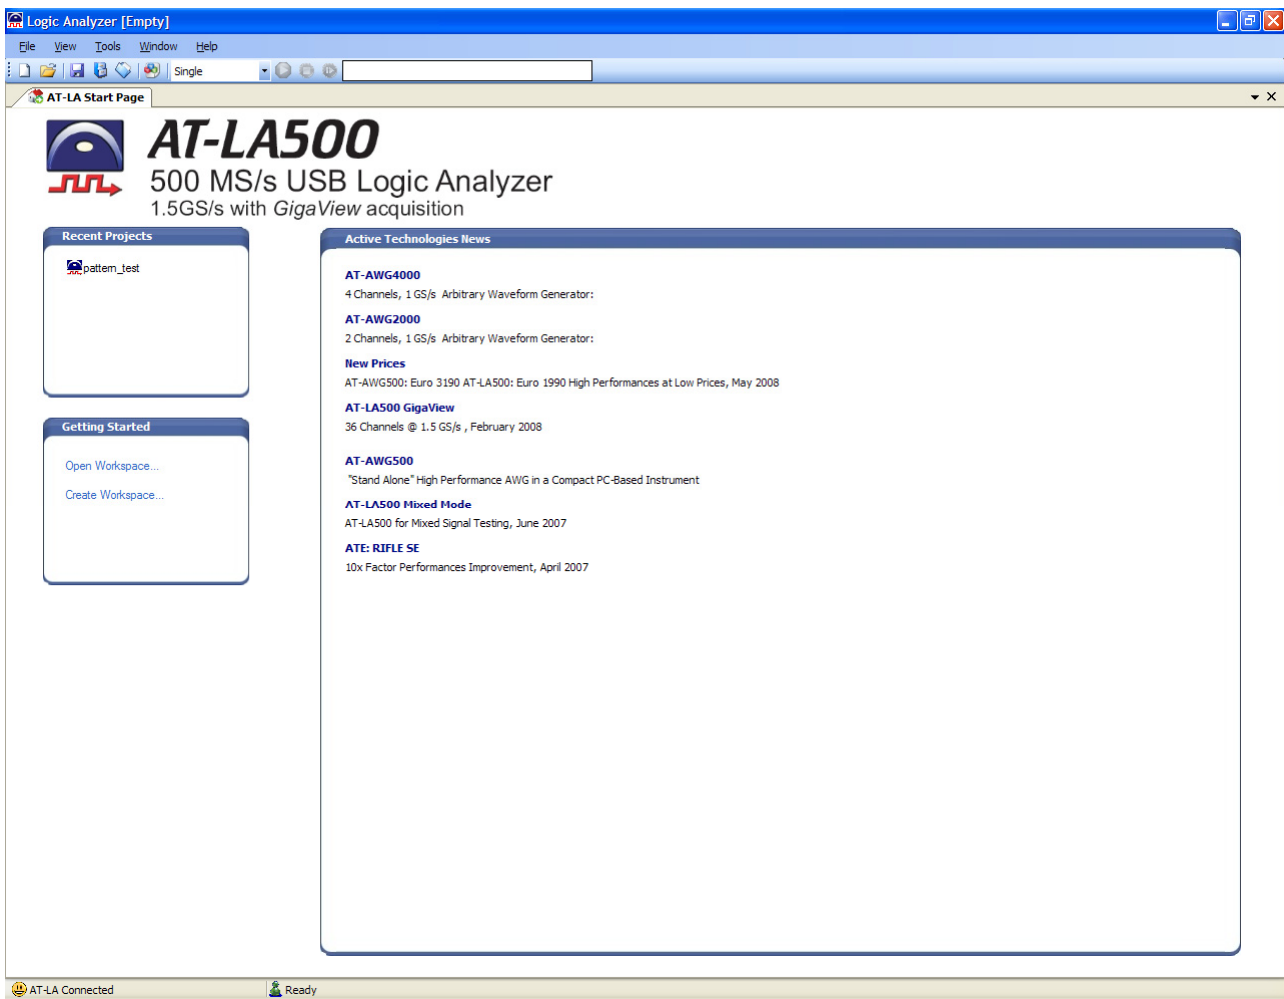 Logic Analyzer [Empty]
File View Tools Window Help
Single
AT-LA Start Page
AT-LA500
500 MS/s USB Logic Analyzer
1.5GS/s with GigaView acquisition
Recent Projects
pattern_test
Getting Started
Open Workspace...
Create Workspace...
Active Technologies News
AT-AWG4000
4 Channels, 1 GS/s Arbitrary Waveform Generator:
AT-AWG2000
2 Channels, 1 GS/s Arbitrary Waveform Generator:
New Prices
AT-AWG500: Euro 3190 AT-LA500: Euro 1990 High Performances at Low Prices, May 2008
AT-LA500 GigaView
36 Channels @ 1.5 GS/s , February 2008
AT-AWG500
"Stand Alone" High Performance AWG in a Compact PC-Based Instrument
AT-LA500 Mixed Mode
AT-LA500 for Mixed Signal Testing, June 2007
ATE: RIFLE SE
10x Factor Performances Improvement, April 2007
AT-LA Connected
Ready